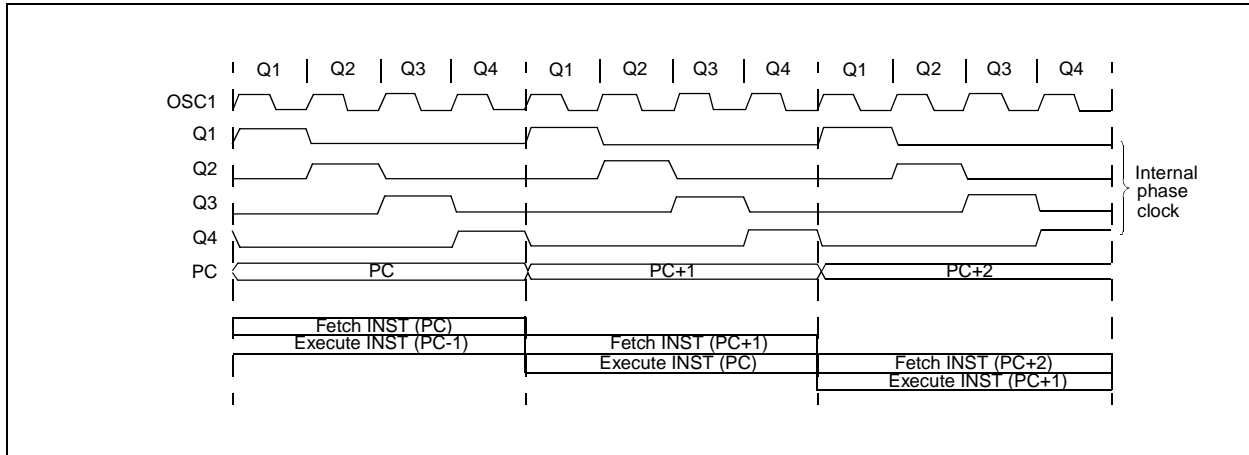 Q1 Q2 Q3 Q4 Q1 Q2 Q3 Q4 Q1 Q2 Q3 Q4
OSC1
Q1
Q2
Q3
Q4
Internal
phase
clock
PC PC PC+1 PC+2
Fetch INST (PC)
Execute INST (PC-1) Fetch INST (PC+1)
Execute INST (PC) Fetch INST (PC+2)
Execute INST (PC+1)